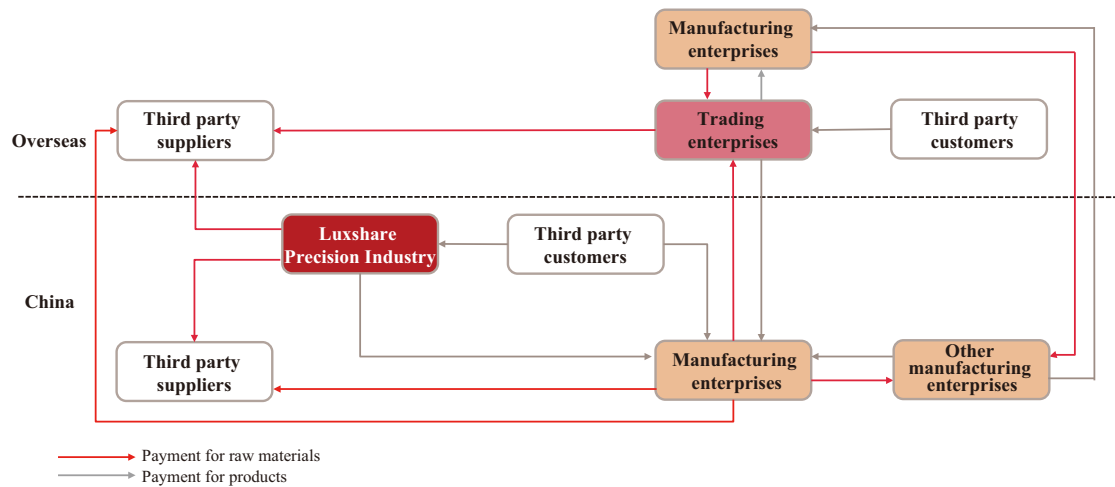 Manufacturing
enterprises
Overseas
Third party
suppliers
Trading
enterprises
Third party
customers
Luxshare
Precision Industry
Third party
customers
China
Third party
suppliers
Manufacturing
enterprises
Other
manufacturing
enterprises
Payment for raw materials
Payment for products